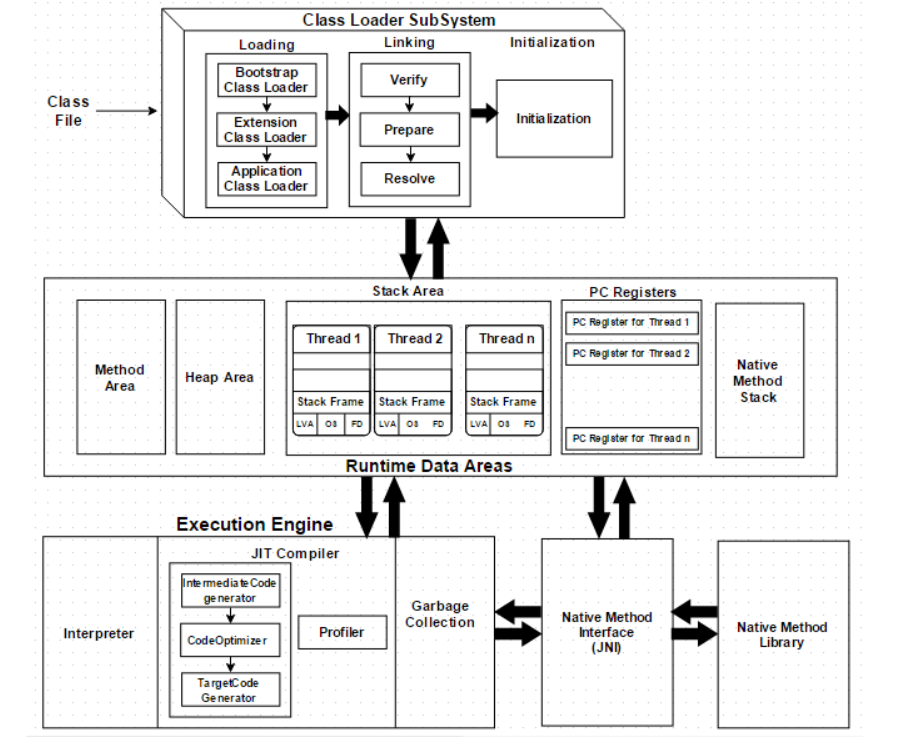 Class Loader SubSystem
Loading
Linking
Initialization
Class
File
Bootstrap
Class Loader
Extension
Class Loader
Application
Class Loader
Verify
Prepare
Resolve
Initialization
Stack Area
PC Registers
Method
Area
Heap Area
Thread 1
Stack Frame
LVA
OS
FD
Thread 2
Stack Frame
LVA
OS
FD
Thread n
Stack Frame
LVA
OS
FD
PC Register for Thread 1
PC Register for Thread 2
PC Register for Thread n
Native
Method
Stack
Runtime Data Areas
Execution Engine
Interpreter
JIT Compiler
IntermediateCode
generator
CodeOptimizer
TargetCode
Generator
Profiler
Garbage
Collection
Native Method
Interface
(JNI)
Native Method
Library